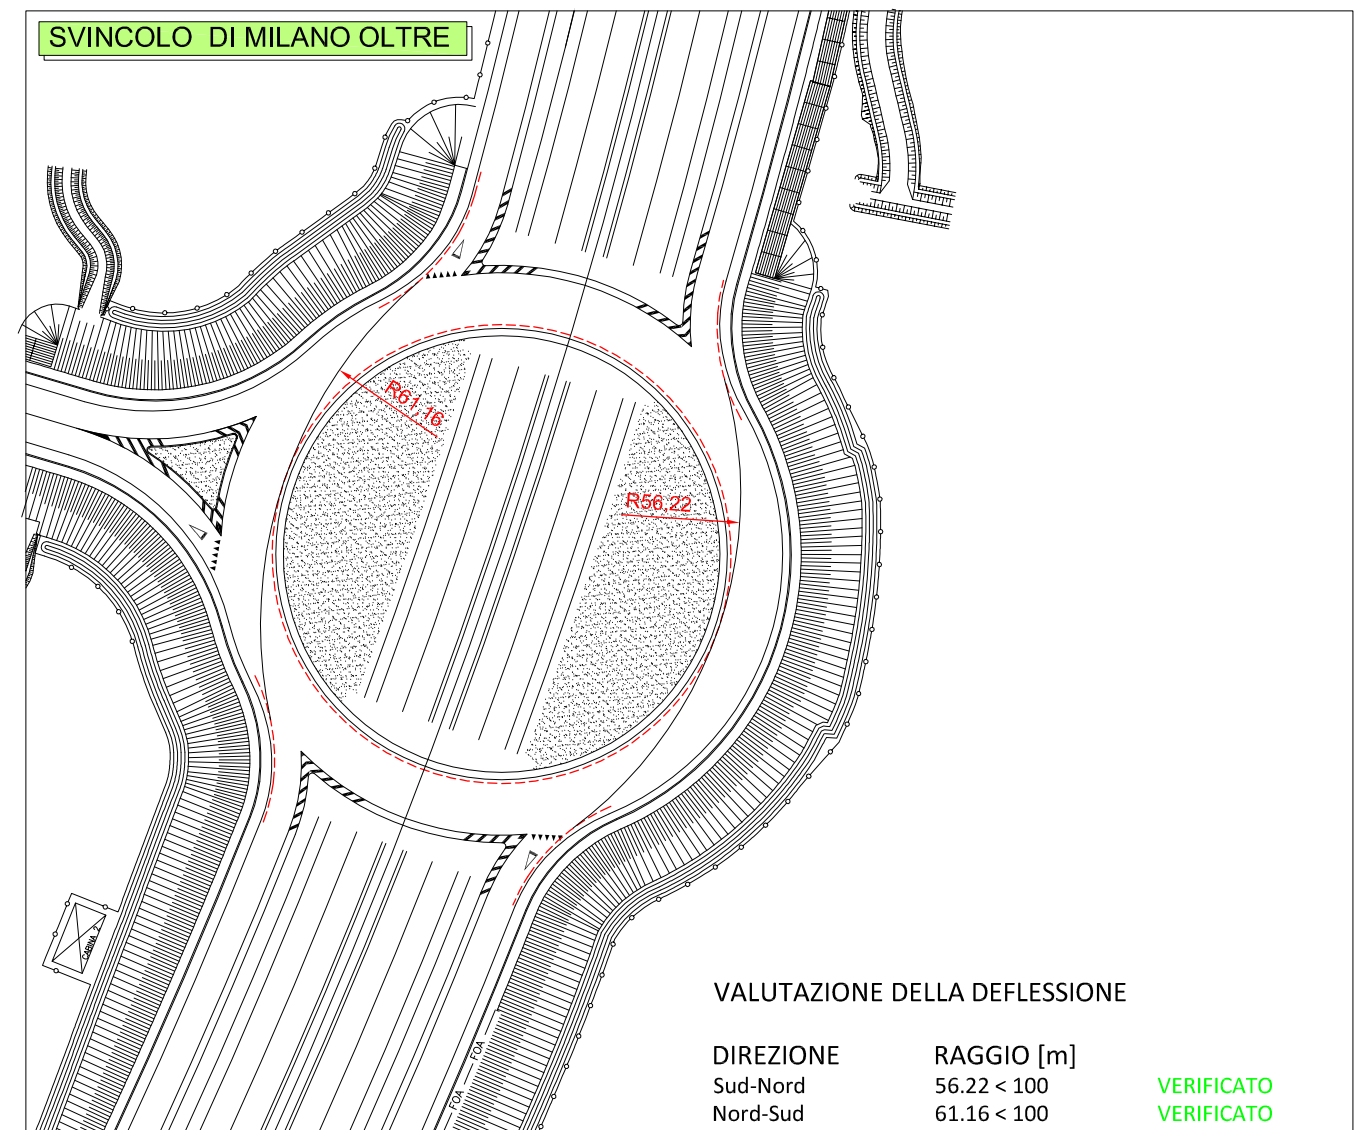 SVINCOLO DI MILANO OLTRE
R61,16
R56,22
CABINA 2
FOA
FOA
VALUTAZIONE DELLA DEFLESSIONE
DIREZIONE RAGGIO [m]
Sud-Nord 56.22 < 100 VERIFICATO
Nord-Sud 61.16 < 100 VERIFICATO